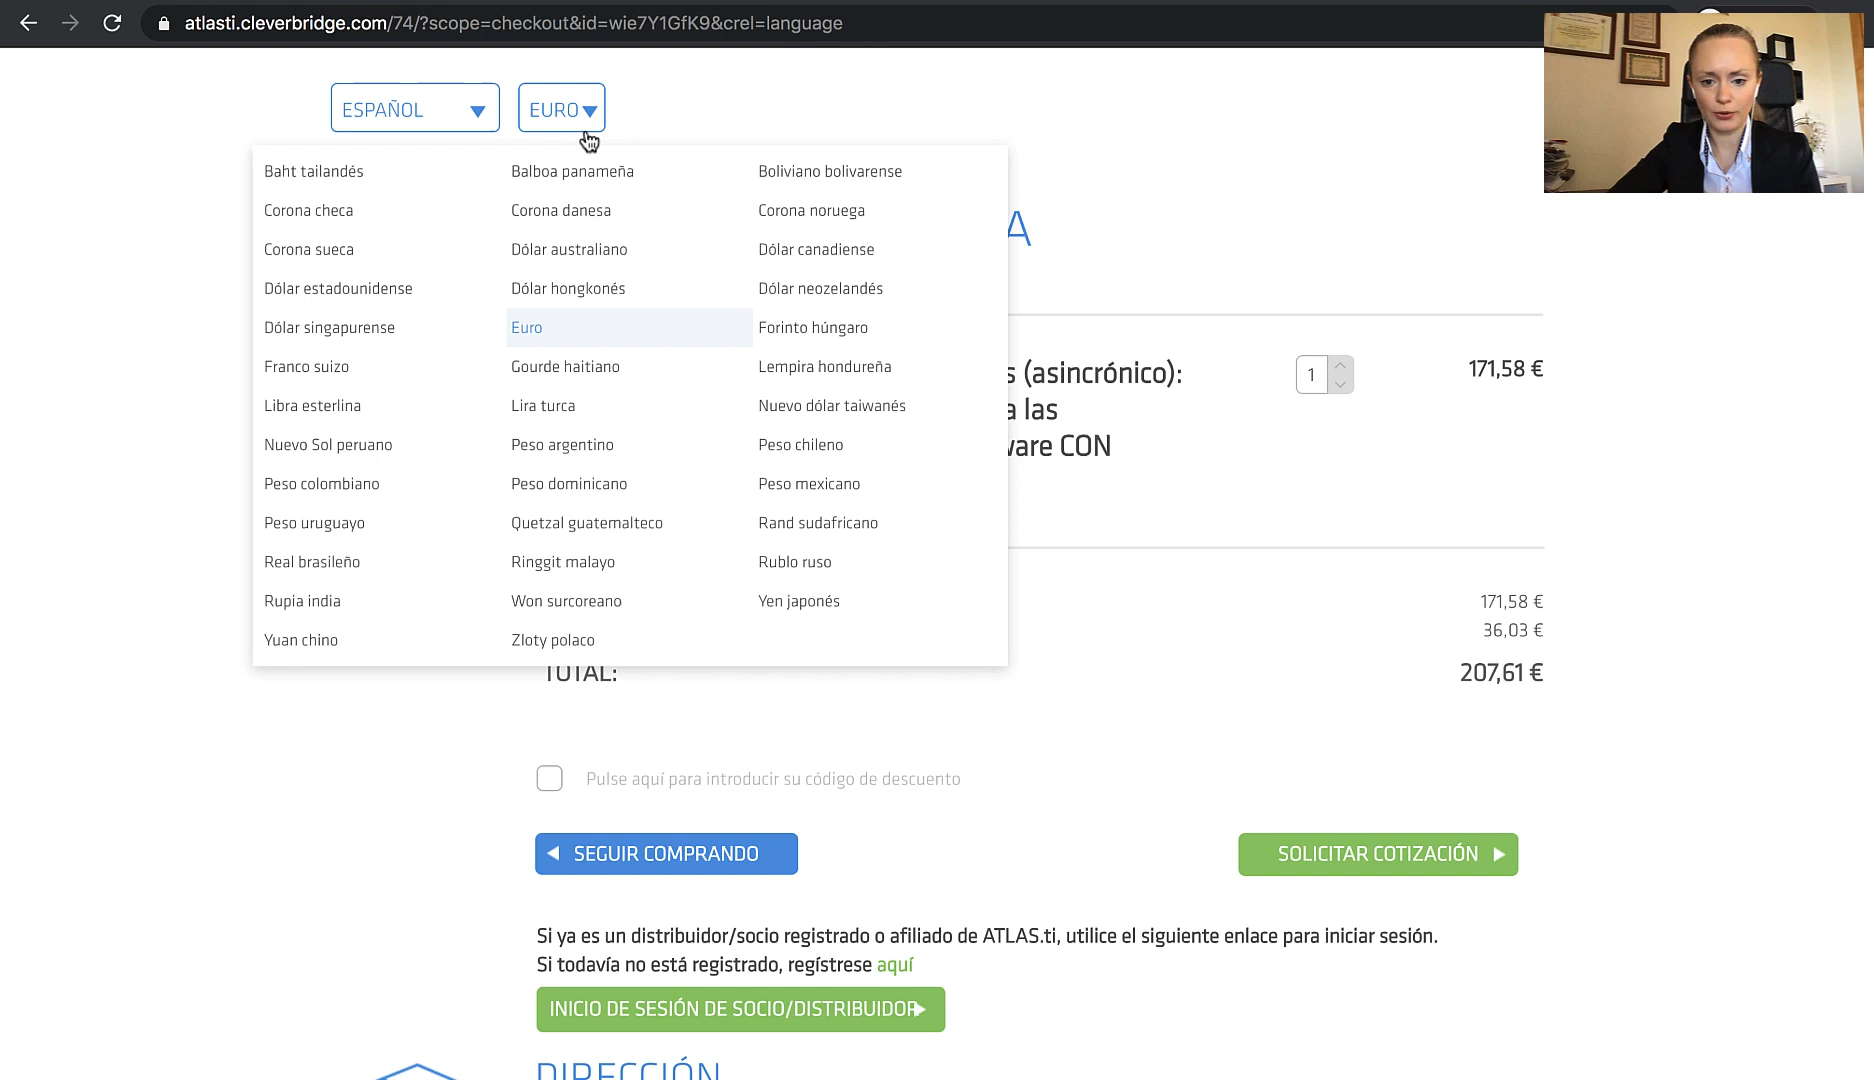 atlasti.cleverbridge.com/74/?scope=checkout&id=wie7Y1GfK9&crel=language
ESPAÑOL EURO
Baht tailandés Balboa panameña Boliviano bolivarense
Corona checa Corona danesa Corona noruega
Corona sueca Dólar australiano Dólar canadiense
Dólar estadounidense Dólar hongkonés Dólar neozelandés
Dólar singapurense Euro Forinto húngaro
Franco suizo Gourde haitiano Lempira hondureña
Libra esterlina Lira turca Nuevo dólar taiwanés
Nuevo Sol peruano Peso argentino Peso chileno
Peso colombiano Peso dominicano Peso mexicano
Peso uruguayo Quetzal guatemalteco Rand sudafricano
Real brasileño Ringgit malayo Rublo ruso
Rupia india Won surcoreano Yen japonés
Yuan chino Zloty polaco
A
s (asincrónico): 1 171,58 €
a las
ware CON
171,58 €
36,03 €
TOTAL: 207,61 €
Pulse aquí para introducir su código de descuento
SEGUIR COMPRANDO SOLICITAR COTIZACIÓN
Si ya es un distribuidor/socio registrado o afiliado de ATLAS.ti, utilice el siguiente enlace para iniciar sesión.
Si todavía no está registrado, regístrese aquí
INICIO DE SESIÓN DE SOCIO/DISTRIBUIDOR
DIRECCIÓN